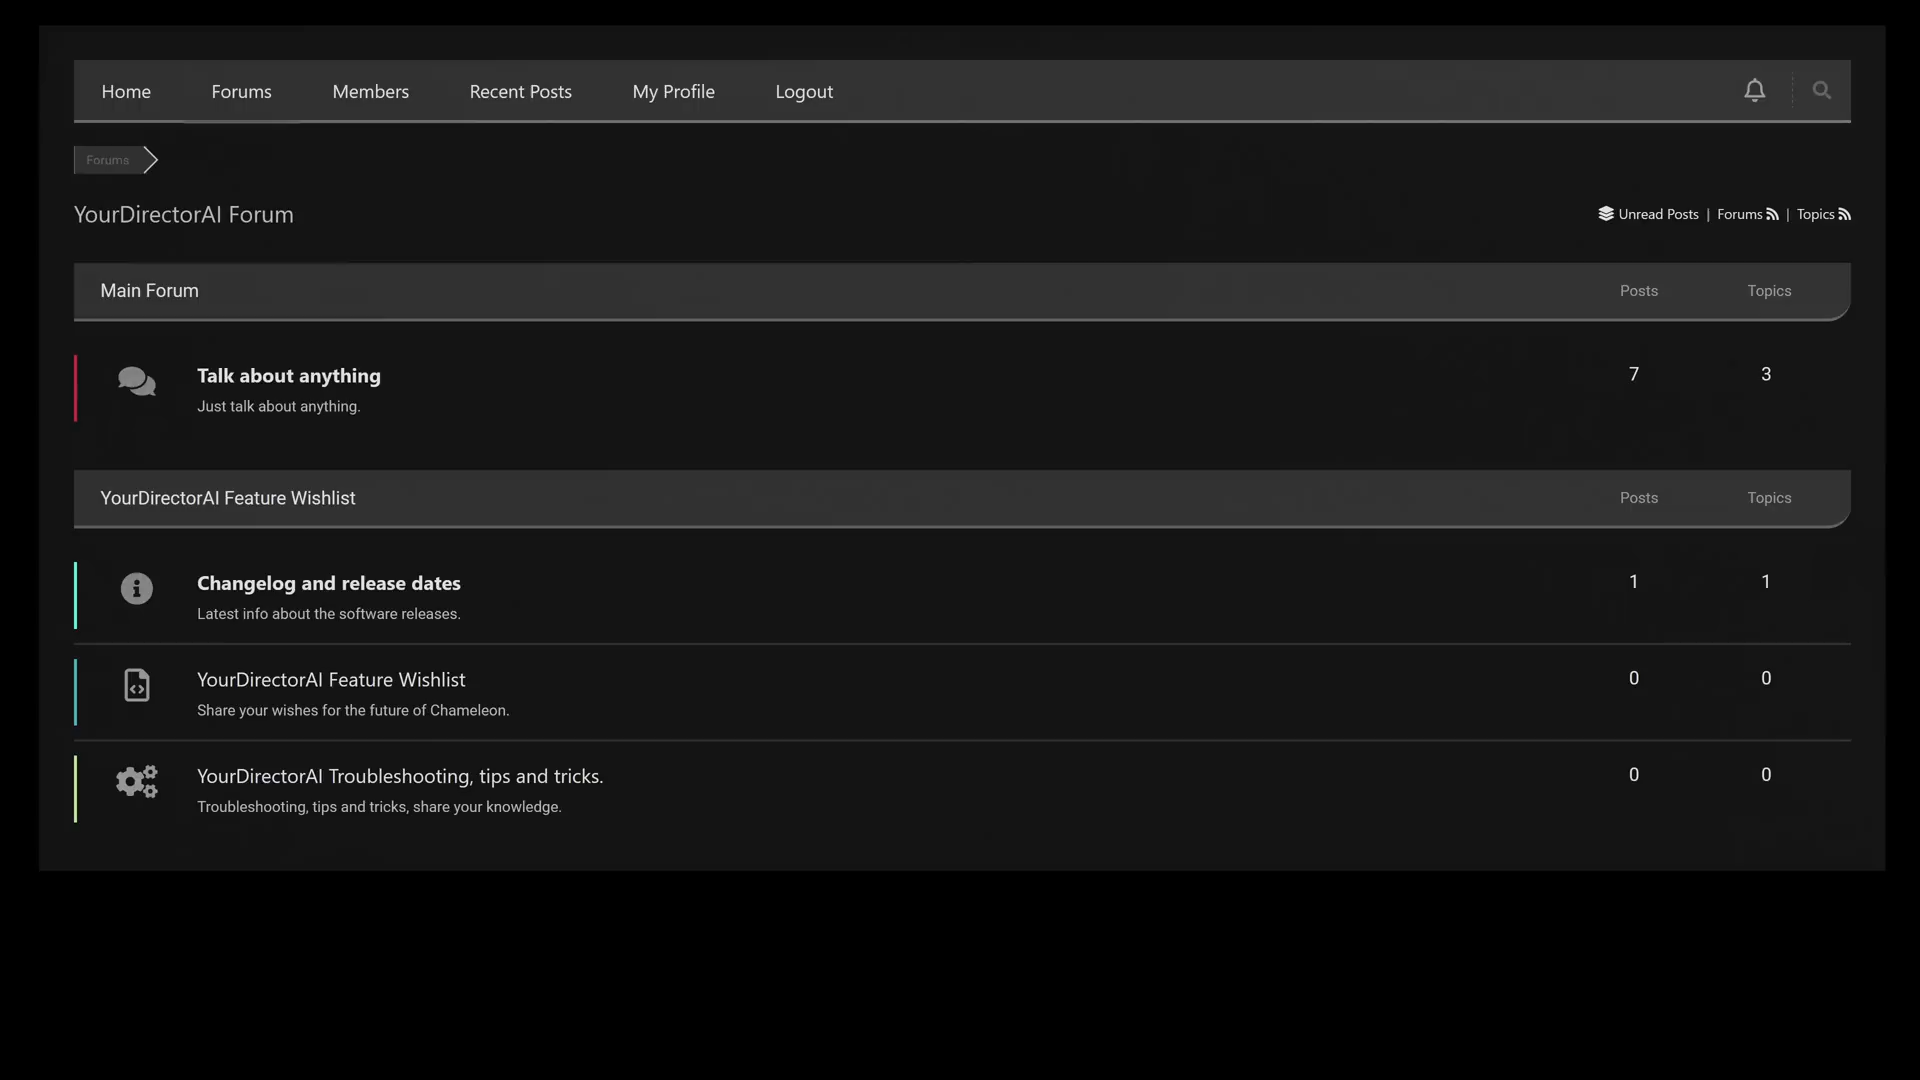 Home Forums Members Recent Posts My Profile Logout
Forums
YourDirectorAI Forum
Unread Posts | Forums | Topics
Main Forum Posts Topics
Talk about anything 7 3
Just talk about anything.
YourDirectorAI Feature Wishlist Posts Topics
Changelog and release dates 1 1
Latest info about the software releases.
YourDirectorAI Feature Wishlist 0 0
Share your wishes for the future of Chameleon.
YourDirectorAI Troubleshooting, tips and tricks. 0 0
Troubleshooting, tips and tricks, share your knowledge.